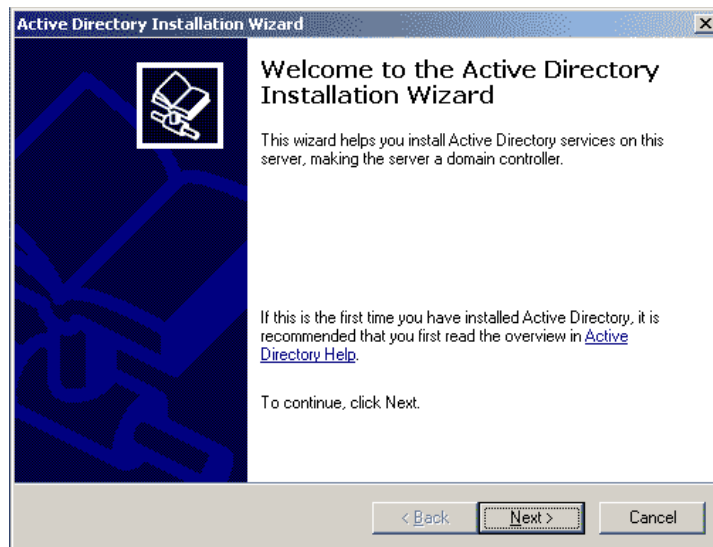 Active Directory Installation Wizard
Welcome to the Active Directory
Installation Wizard
This wizard helps you install Active Directory services on this
server, making the server a domain controller.
If this is the first time you have installed Active Directory, it is
recommended that you first read the overview in Active
Directory Help.
To continue, click Next.
< Back
Next >
Cancel